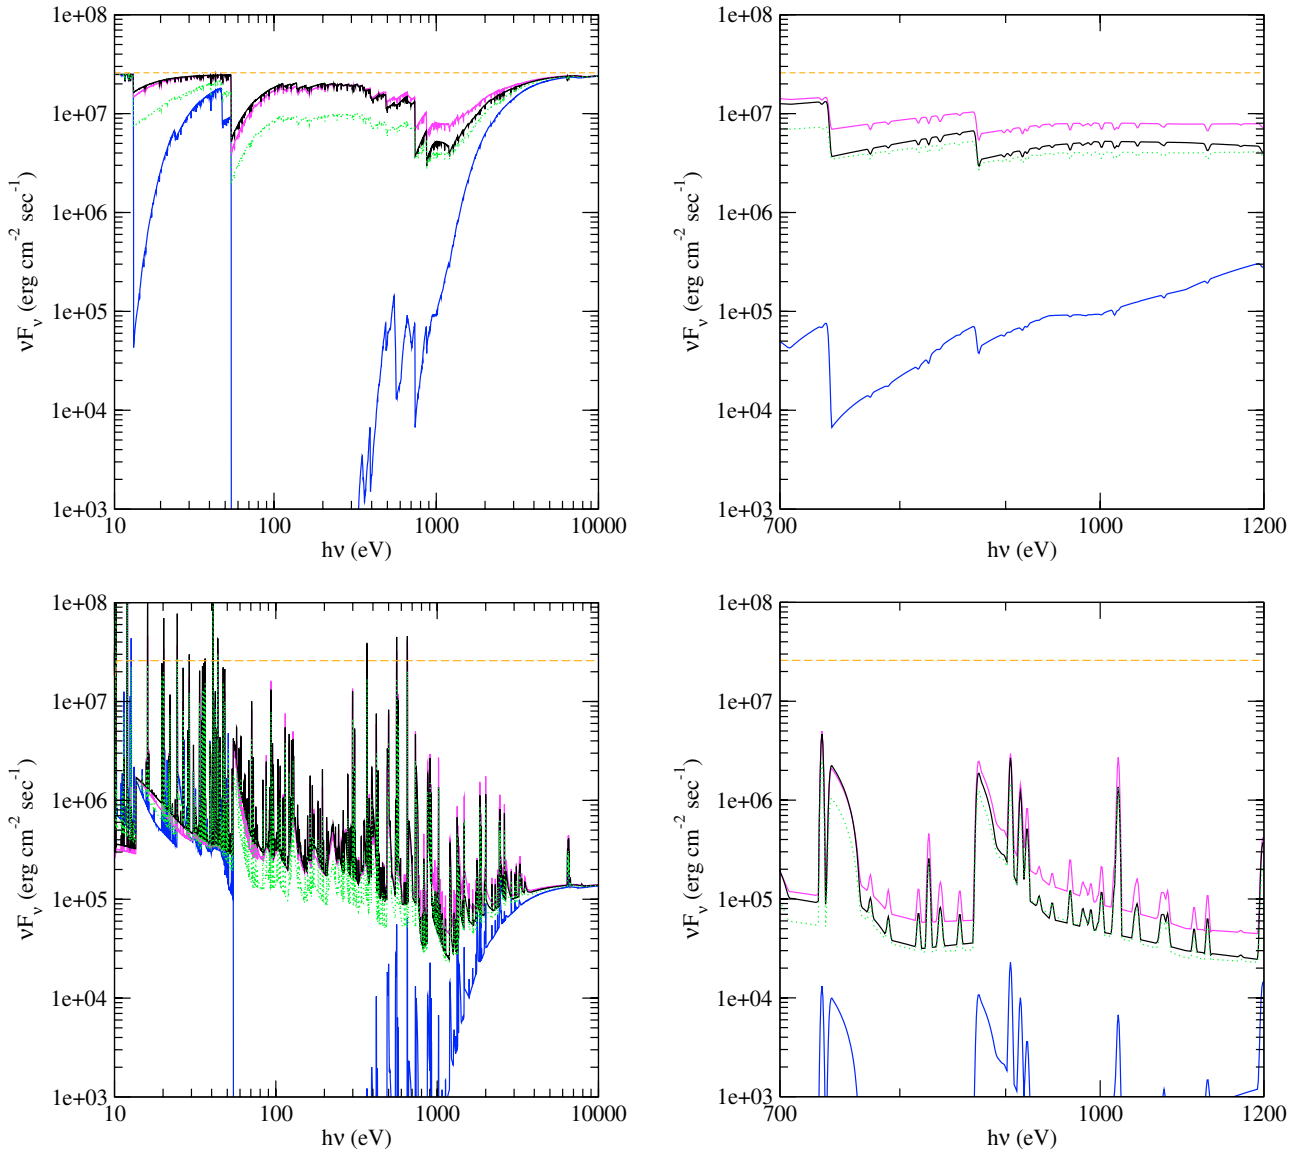 1e+08
1e+07
1e+06
1e+05
1e+04
1e+03
νFν (erg cm-2 sec-1)
10 100 1000 10000
hν (eV)
1e+08
1e+07
1e+06
1e+05
1e+04
1e+03
νFν (erg cm-2 sec-1)
700 1000 1200
hν (eV)
1e+08
1e+07
1e+06
1e+05
1e+04
1e+03
νFν (erg cm-2 sec-1)
10 100 1000 10000
hν (eV)
1e+08
1e+07
1e+06
1e+05
1e+04
1e+03
νFν (erg cm-2 sec-1)
700 1000 1200
hν (eV)